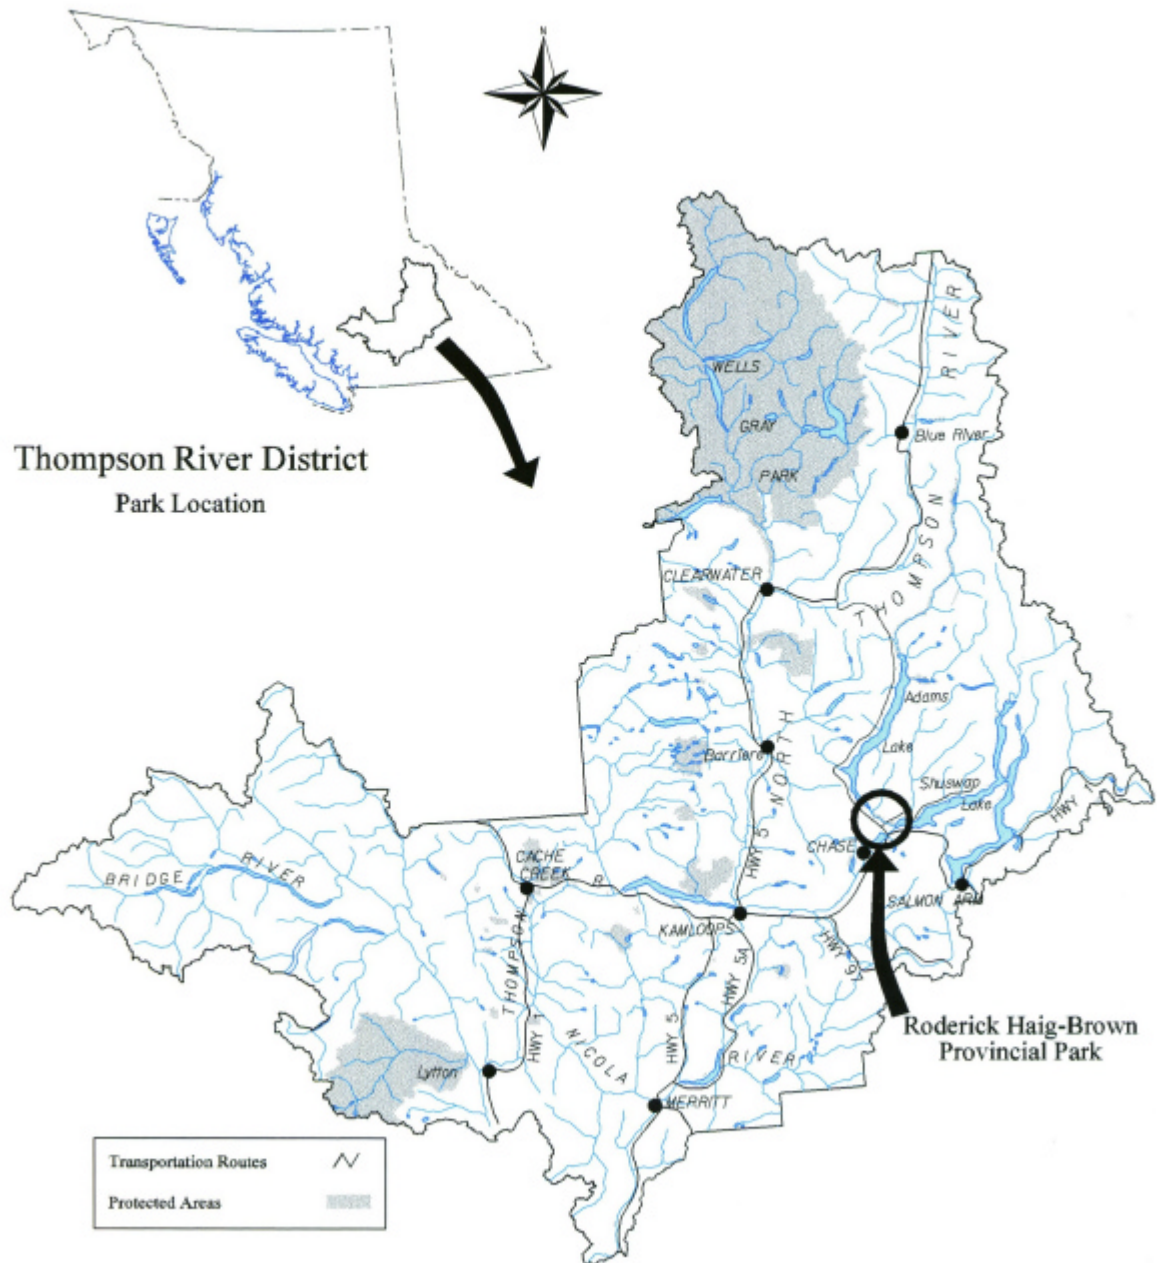 N
Thompson River District
Park Location
WELLS
GRAY
PARK
RIVER
Blue River
THOMPSON
CLEARWATER
Adams
Lake
NORTH
Barriere
Shuswap
Lake
HWY 1
HWY 5
CHASE
CACHE
CREEK
R
BRIDGE RIVER
SALMON ARM
KAMLOOPS
THOMPSON
HWY 5A
HWY 97
HWY 1
HWY 5
NICOLA
RIVER
Roderick Haig-Brown
Provincial Park
Lytton
MERRITT
Transportation Routes
Protected Areas